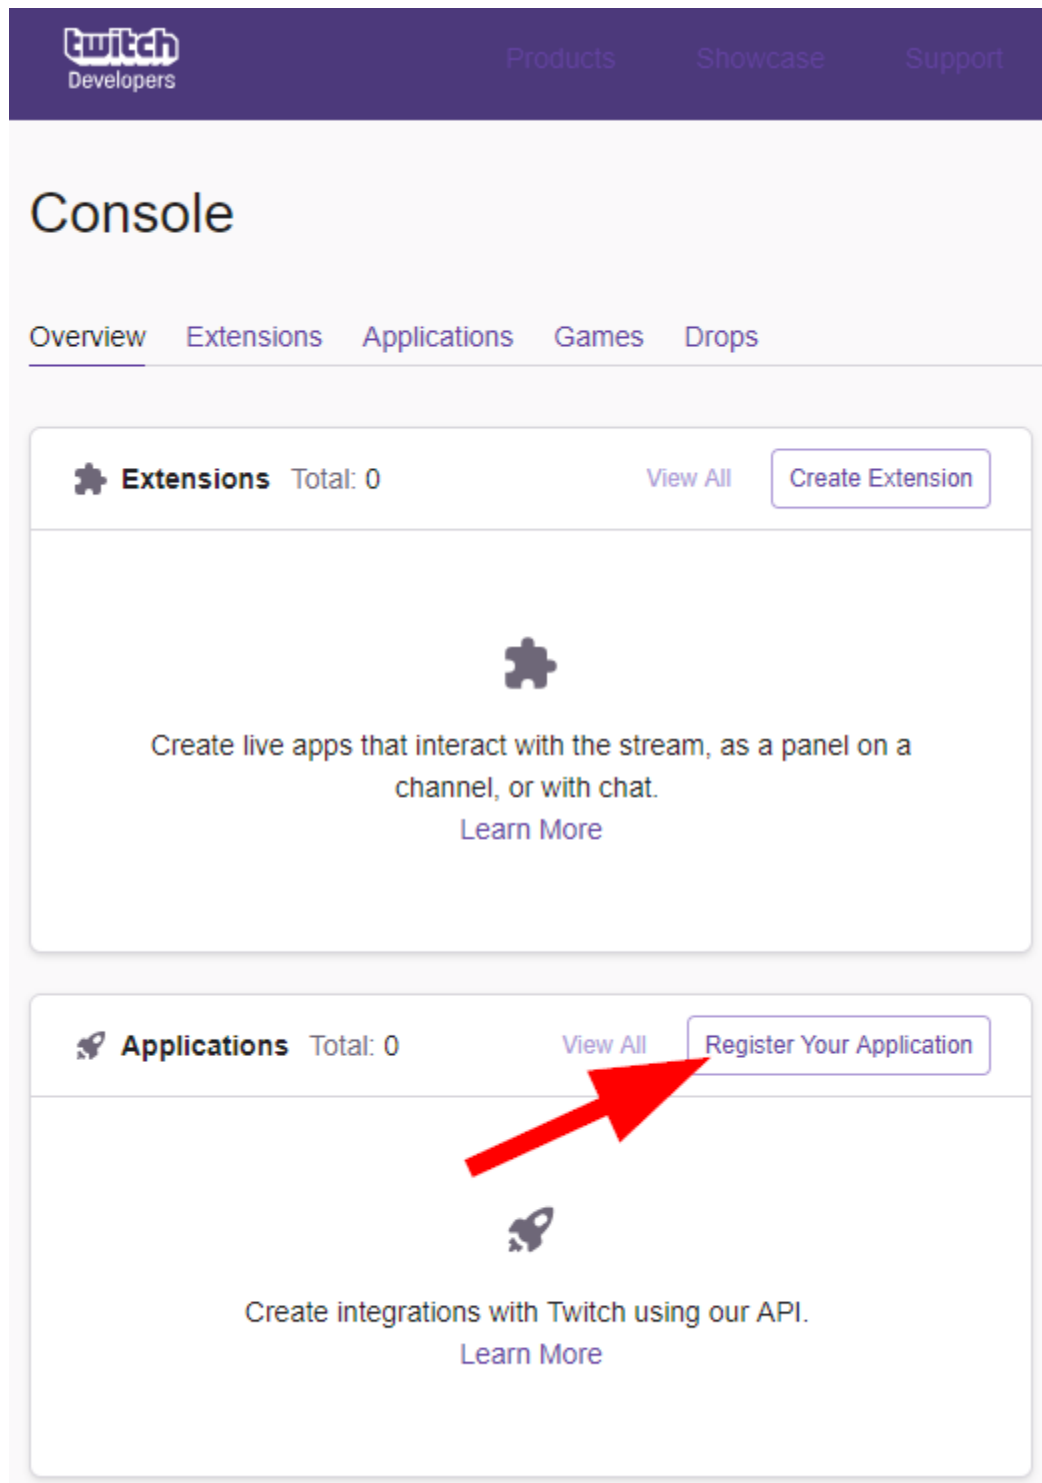 twitch
Developers
Products Showcase Support
Console
Overview Extensions Applications Games Drops
Extensions Total: 0 View All Create Extension
Create live apps that interact with the stream, as a panel on a
channel, or with chat.
Learn More
Applications Total: 0 View All Register Your Application
Create integrations with Twitch using our API.
Learn More